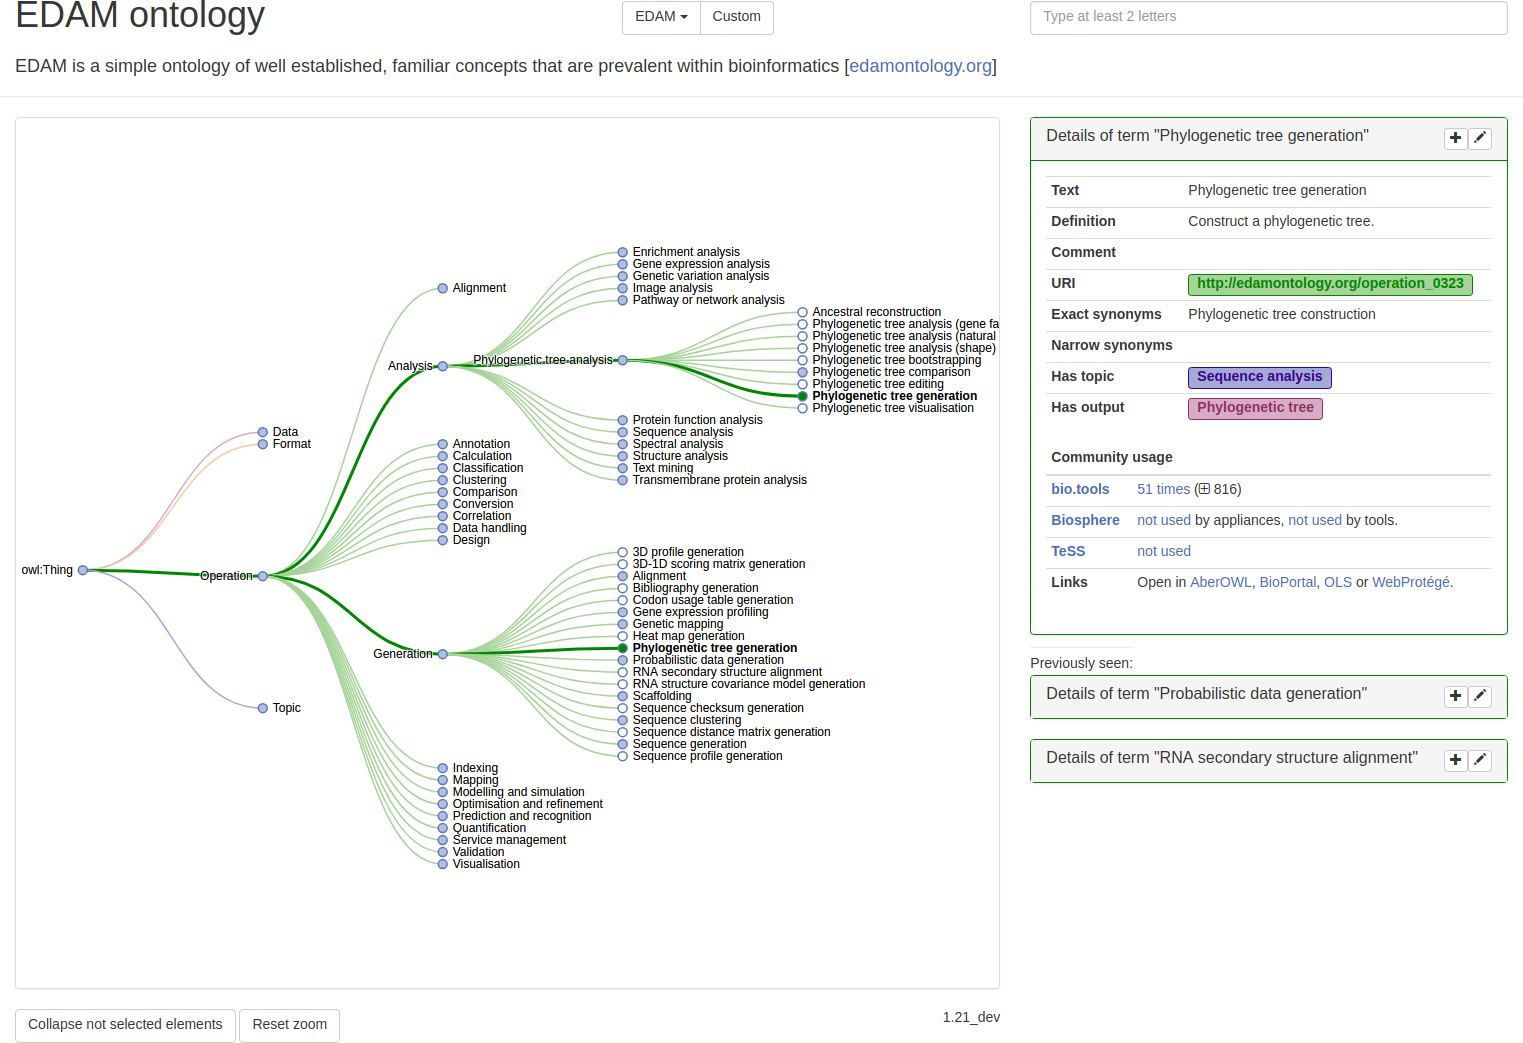 EDAM ontology
EDAM
Custom
Type at least 2 letters
EDAM is a simple ontology of well established, familiar concepts that are prevalent within bioinformatics [edamontology.org]
owl:Thing
Data
Format
Operation
Topic
Alignment
Analysis
Annotation
Calculation
Classification
Clustering
Comparison
Conversion
Correlation
Data handling
Design
Generation
Indexing
Mapping
Modelling and simulation
Optimisation and refinement
Prediction and recognition
Quantification
Service management
Validation
Visualisation
Enrichment analysis
Gene expression analysis
Genetic variation analysis
Image analysis
Pathway or network analysis
Phylogenetic tree analysis
Protein function analysis
Sequence analysis
Spectral analysis
Structure analysis
Text mining
Transmembrane protein analysis
Ancestral reconstruction
Phylogenetic tree analysis (gene fa
Phylogenetic tree analysis (natural
Phylogenetic tree analysis (shape)
Phylogenetic tree bootstrapping
Phylogenetic tree comparison
Phylogenetic tree editing
Phylogenetic tree generation
Phylogenetic tree visualisation
3D profile generation
3D-1D scoring matrix generation
Alignment
Bibliography generation
Codon usage table generation
Gene expression profiling
Genetic mapping
Heat map generation
Phylogenetic tree generation
Probabilistic data generation
RNA secondary structure alignment
RNA structure covariance model generation
Scaffolding
Sequence checksum generation
Sequence clustering
Sequence distance matrix generation
Sequence generation
Sequence profile generation
Collapse not selected elements
Reset zoom
1.21_dev
Details of term "Phylogenetic tree generation"
Text Phylogenetic tree generation
Definition Construct a phylogenetic tree.
Comment
URI http://edamontology.org/operation_0323
Exact synonyms Phylogenetic tree construction
Narrow synonyms
Has topic Sequence analysis
Has output Phylogenetic tree
Community usage
bio.tools 51 times (⊞ 816)
Biosphere not used by appliances, not used by tools.
TeSS not used
Links Open in AberOWL, BioPortal, OLS or WebProtégé.
Previously seen:
Details of term "Probabilistic data generation"
Details of term "RNA secondary structure alignment"